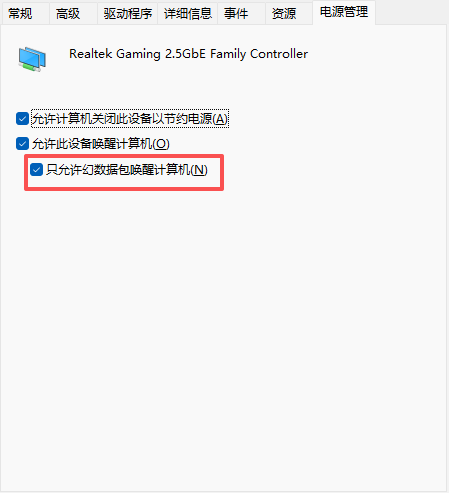 常规 高级 驱动程序 详细信息 事件 资源 电源管理
Realtek Gaming 2.5GbE Family Controller
允许计算机关闭此设备以节约电源(A)
允许此设备唤醒计算机(O)
只允许幻数据包唤醒计算机(N)